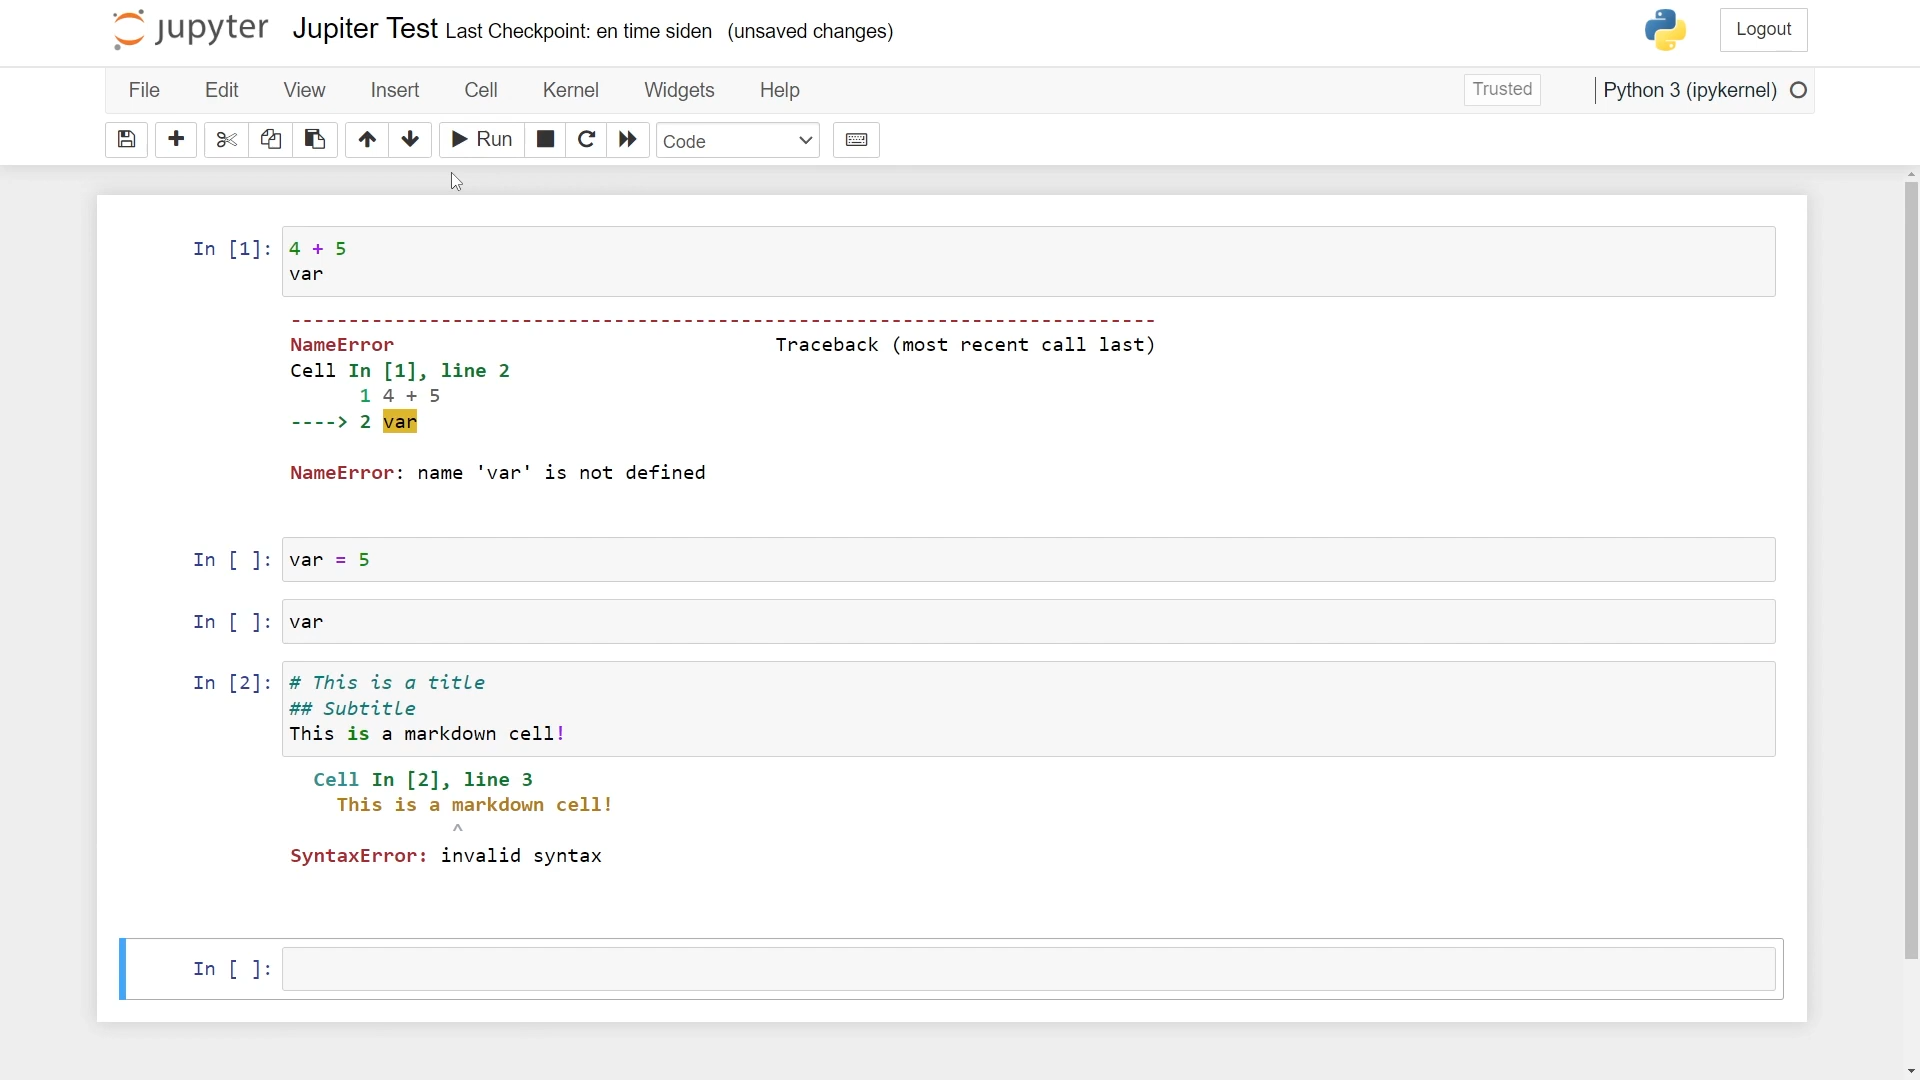 jupyter Jupiter Test Last Checkpoint: en time siden (unsaved changes) Logout
File Edit View Insert Cell Kernel Widgets Help Trusted Python 3 (ipykernel)
Run Code
In [1]: 4 + 5
var
---------------------------------------------------------------------------
NameError Traceback (most recent call last)
Cell In [1], line 2
1 4 + 5
----> 2 var
NameError: name 'var' is not defined
In [ ]: var = 5
In [ ]: var
In [2]: # This is a title
## Subtitle
This is a markdown cell!
Cell In [2], line 3
This is a markdown cell!
^
SyntaxError: invalid syntax
In [ ]: